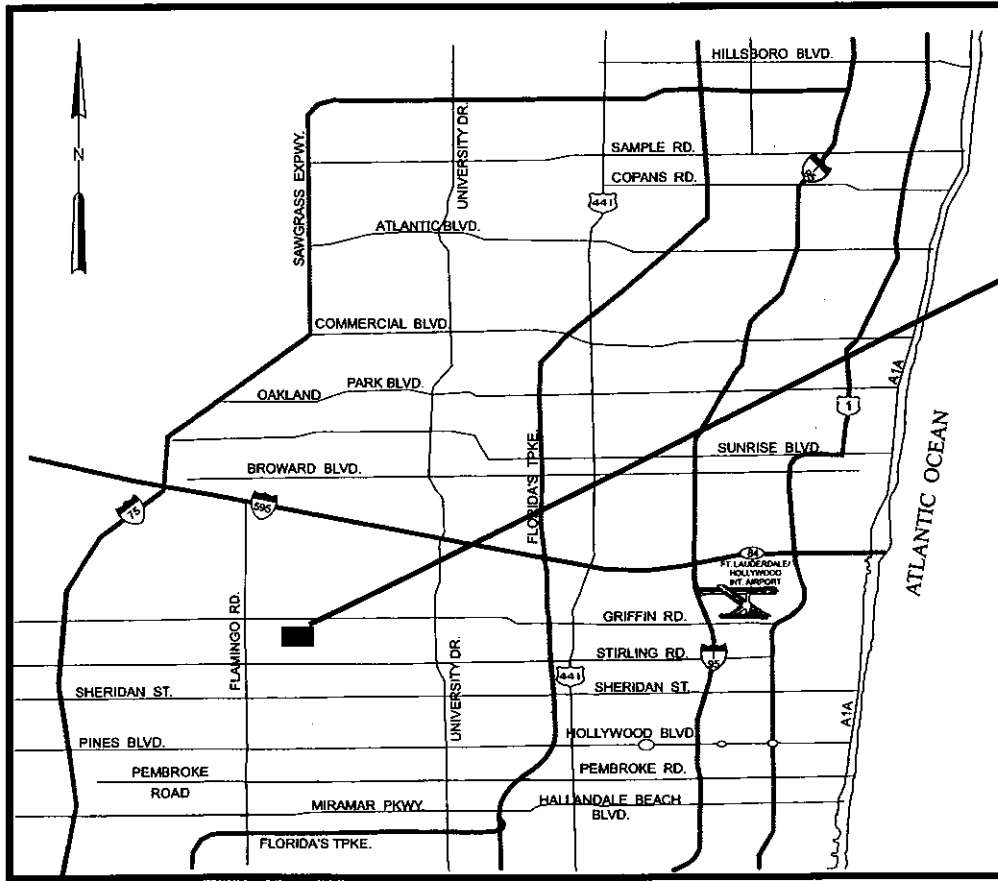 HILLSBORO BLVD.
N
SAWGRASS EXPWY.
UNIVERSITY DR.
SAMPLE RD.
COPANS RD.
95
441
ATLANTIC BLVD.
COMMERCIAL BLVD.
OAKLAND PARK BLVD.
A1A
1
FLORIDA'S TPKE.
SUNRISE BLVD.
BROWARD BLVD.
ATLANTIC OCEAN
75
595
84
FT. LAUDERDALE/
HOLLYWOOD
INT. AIRPORT
FLAMINGO RD.
GRIFFIN RD.
STIRLING RD.
95
441
UNIVERSITY DR.
SHERIDAN ST.
SHERIDAN ST.
A1A
PINES BLVD.
HOLLYWOOD BLVD.
PEMBROKE
ROAD
PEMBROKE RD.
MIRAMAR PKWY.
HALLANDALE BEACH
BLVD.
FLORIDA'S TPKE.